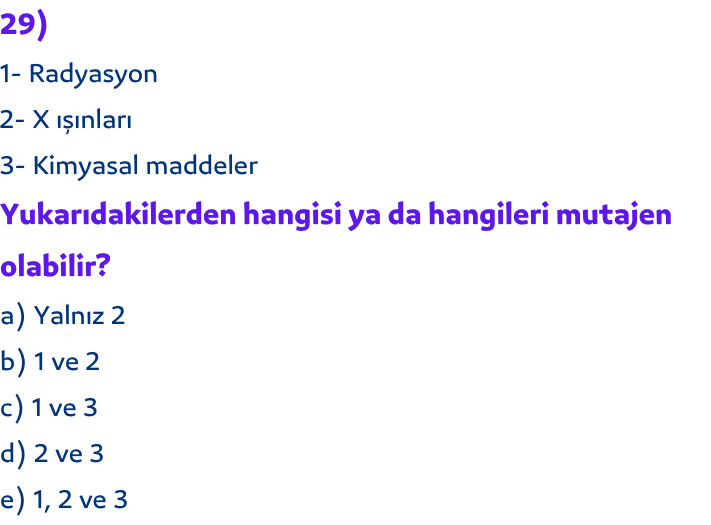 29)
1- Radyasyon
2- X ışınları
3- Kimyasal maddeler
Yukarıdakilerden hangisi ya da hangileri mutajen
olabilir?
a) Yalnız 2
b) 1 ve 2
c) 1 ve 3
d) 2 ve 3
e) 1, 2 ve 3